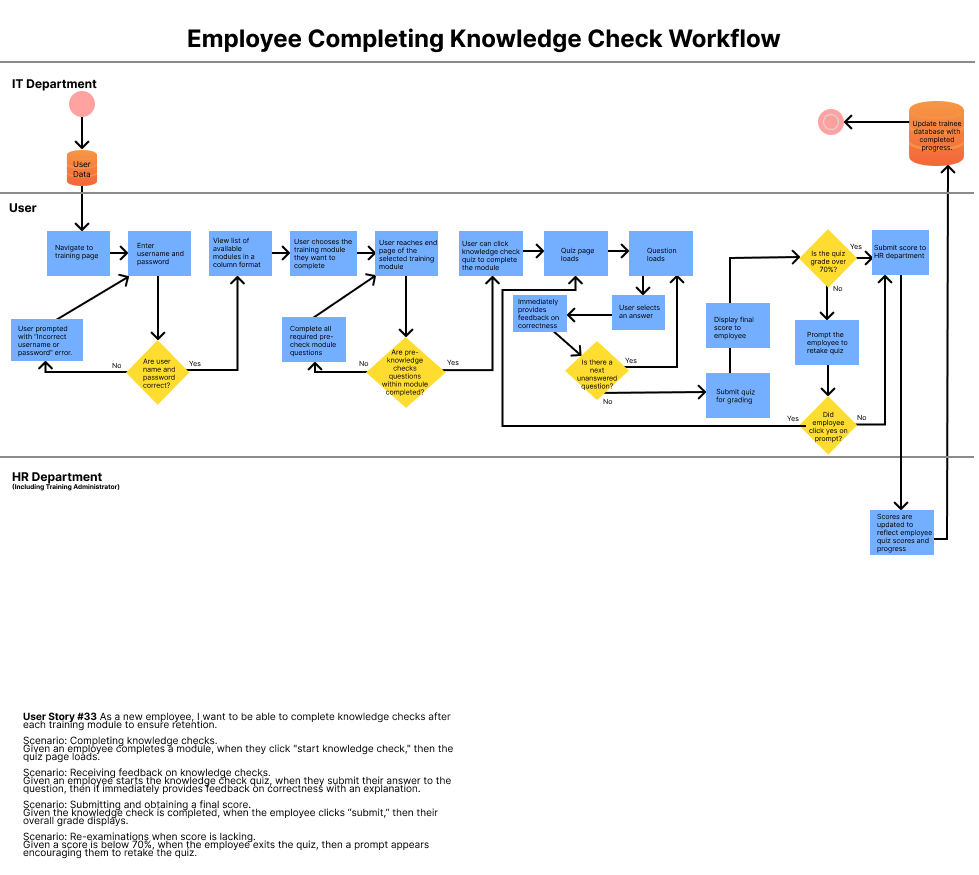 Employee Completing Knowledge Check Workflow
IT Department
User
Data
Update trainee
database with
completed
progress.
User
Navigate to
training page
Enter
username and
password
View list of
available
modules in a
column format
User chooses the
training module
they want to
complete
User reaches end
page of the
selected training
module
User can click
knowledge check
quiz to complete
the module
Quiz page
loads
Question
loads
Is the quiz
grade over
70%?
Yes
No
Submit score to
HR department
User prompted
with "Incorrect
username or
password" error.
No
Are user
name and
password
correct?
Yes
Complete all
required pre-
check module
questions
No
Are pre-
knowledge
checks
questions
within module
completed?
Yes
Immediately
provides
feedback on
correctness
User selects
an answer
Is there a
next
unanswered
question?
Yes
No
Display final
score to
employee
Submit quiz
for grading
Prompt the
employee to
retake quiz
Yes
Did
employee
click yes on
prompt?
No
HR Department
(Including Training Administrator)
Scores are
updated to
reflect employee
quiz scores and
progress
User Story #33 As a new employee, I want to be able to complete knowledge checks after
each training module to ensure retention.
Scenario: Completing knowledge checks.
Given an employee completes a module, when they click "start knowledge check," then the
quiz page loads.
Scenario: Receiving feedback on knowledge checks.
Given an employee starts the knowledge check quiz, when they submit their answer to the
question, then it immediately provides feedback on correctness with an explanation.
Scenario: Submitting and obtaining a final score.
Given the knowledge check is completed, when the employee clicks “submit,” then their
overall grade displays.
Scenario: Re-examinations when score is lacking.
Given a score is below 70%, when the employee exits the quiz, then a prompt appears
encouraging them to retake the quiz.